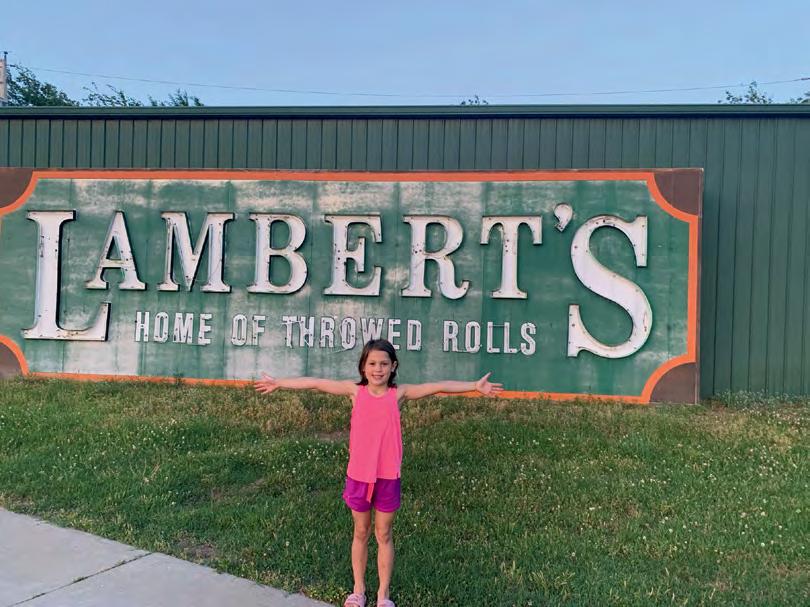 LAMBERT'S
HOME OF THROWED ROLLS